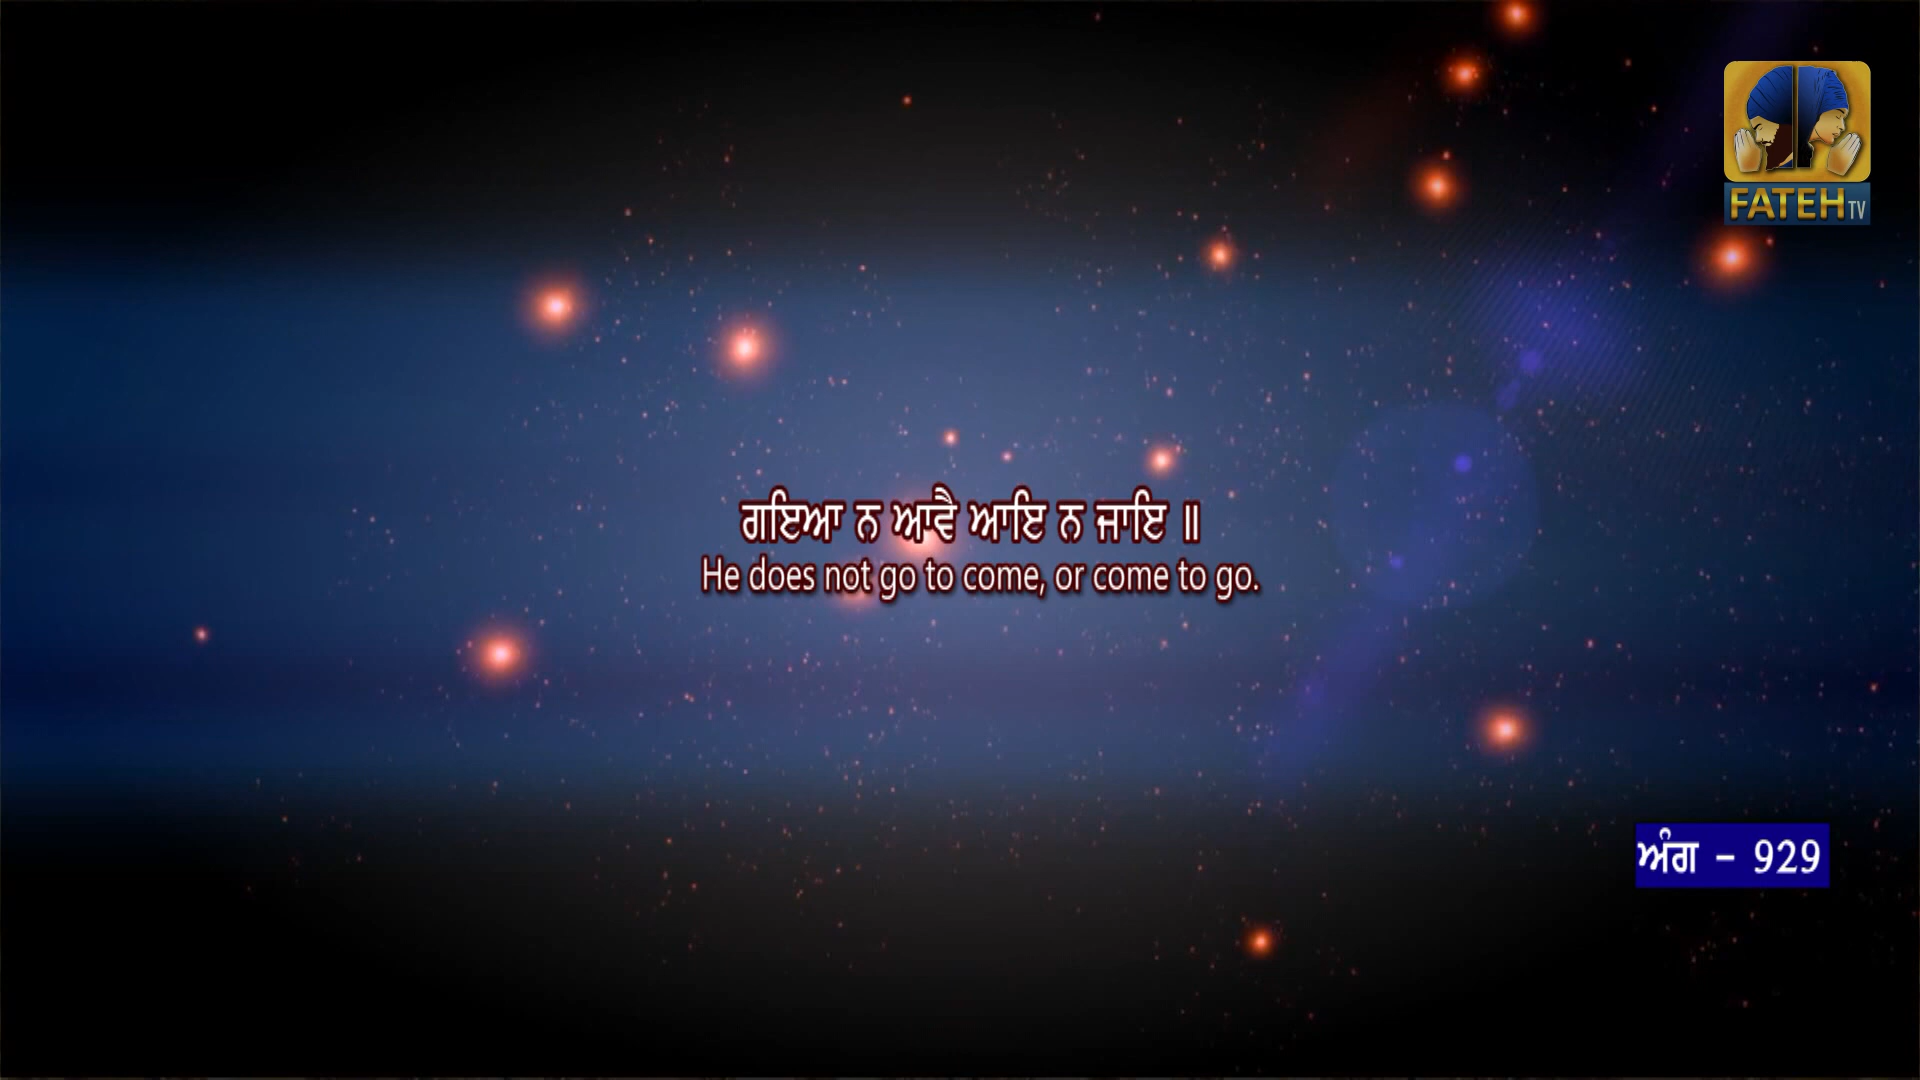 FATEH TV
ਗਇਆ ਨ ਆਵੈ ਆਇ ਨ ਜਾਇ ॥
He does not go to come, or come to go.
ਅੰਗ - 929